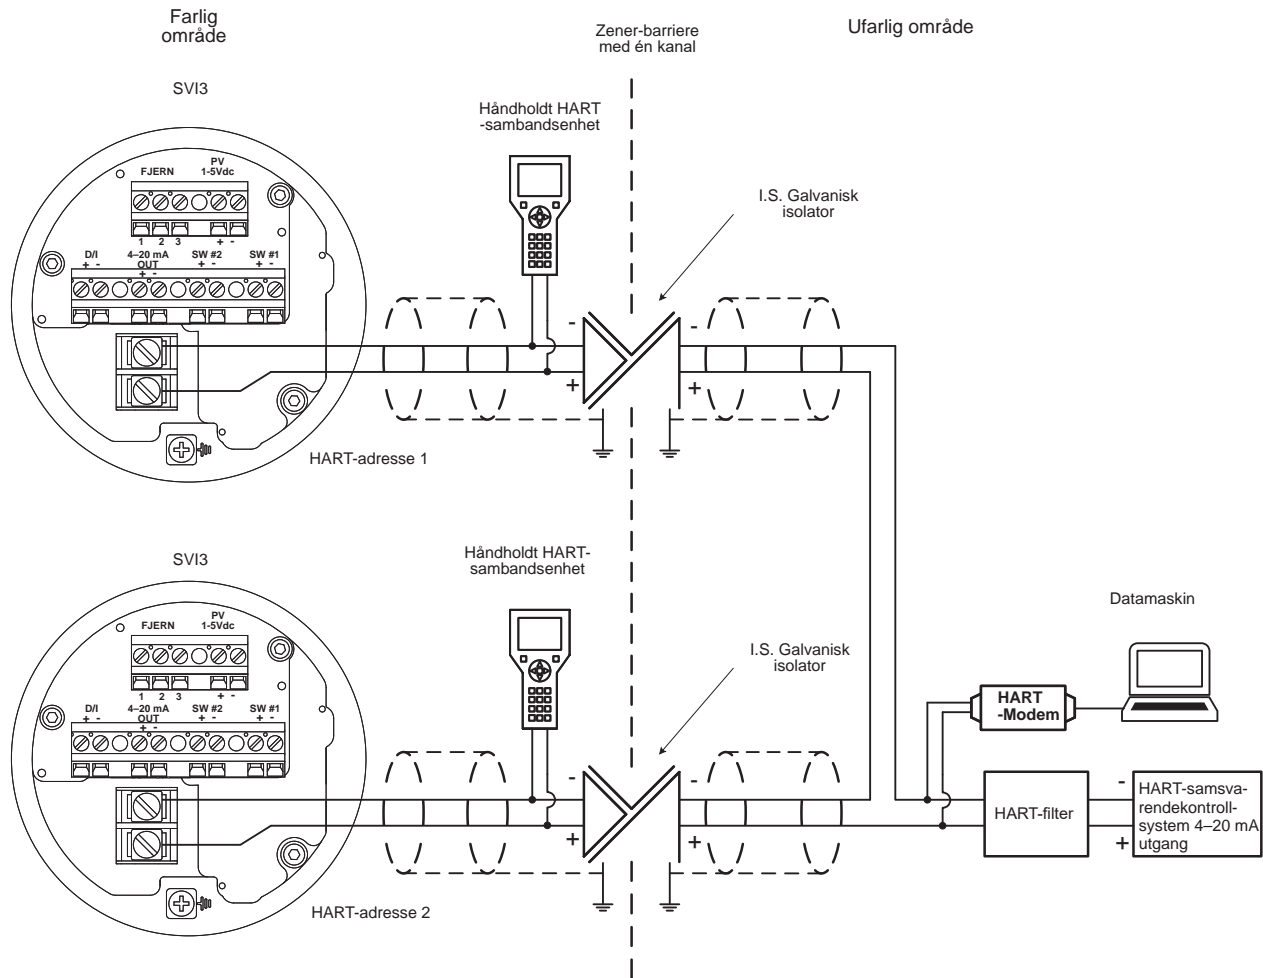 Farlig
område
Zener-barriere
med én kanal
Ufarlig område
SVI3
Håndholdt HART
-sambandsenhet
I.S. Galvanisk
isolator
FJERN
PV
1-5Vdc
1 2 3 + -
D/I
+ -
4–20 mA
OUT
+ -
SW #2
+ -
SW #1
+ -
-
+
-
+
HART-adresse 1
SVI3
Håndholdt HART-
sambandsenhet
I.S. Galvanisk
isolator
Datamaskin
FJERN
PV
1-5Vdc
1 2 3 + -
D/I
+ -
4–20 mA
OUT
+ -
SW #2
+ -
SW #1
+ -
HART
-Modem
-
+
-
+
HART-filter
-
+
HART-samsva-
rendekontroll-
system 4–20 mA
utgang
HART-adresse 2